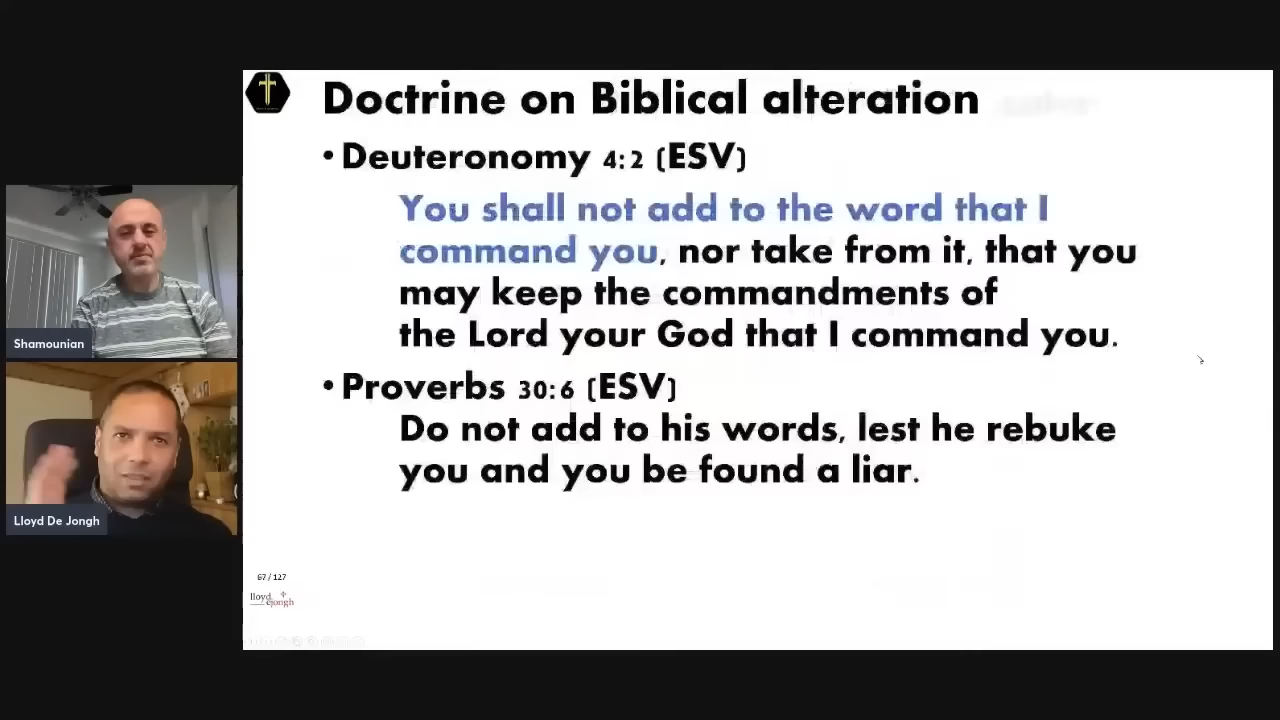 Doctrine on Biblical alteration
• Deuteronomy 4:2 (ESV)
You shall not add to the word that I
command you, nor take from it, that you
may keep the commandments of
the Lord your God that I command you.
• Proverbs 30:6 (ESV)
Do not add to his words, lest he rebuke
you and you be found a liar.
Shamounian
Lloyd De Jongh
67 / 127
lloyd
ejongh